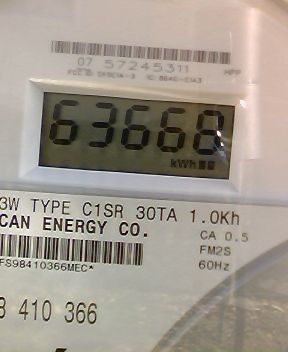 07 57245311
63668
kWh
3W TYPE C1SR 30TA 1.0Kh
CAN ENERGY CO.
CA 0.5
FM2S
60Hz
FS98410366MEC*
8 410 366